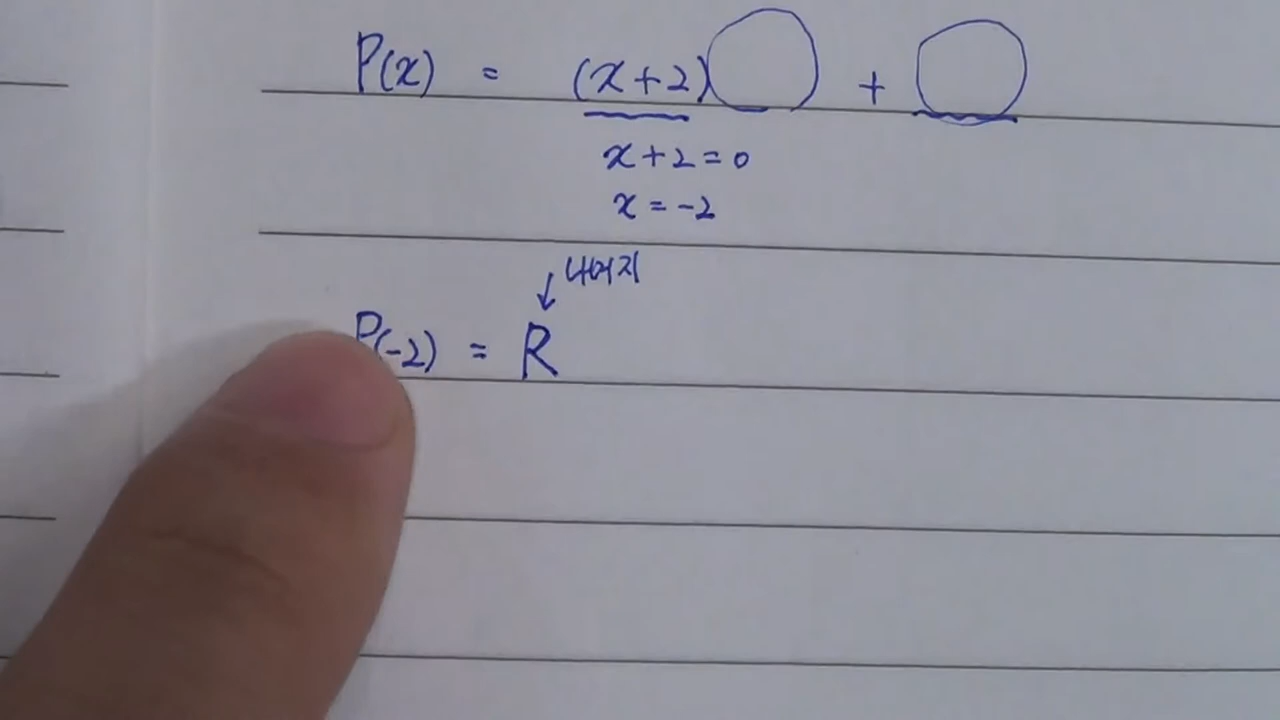 P(x) = (x+2)◯ + ◯
x+2=0
x=-2
↓ 나머지
P(-2) = R